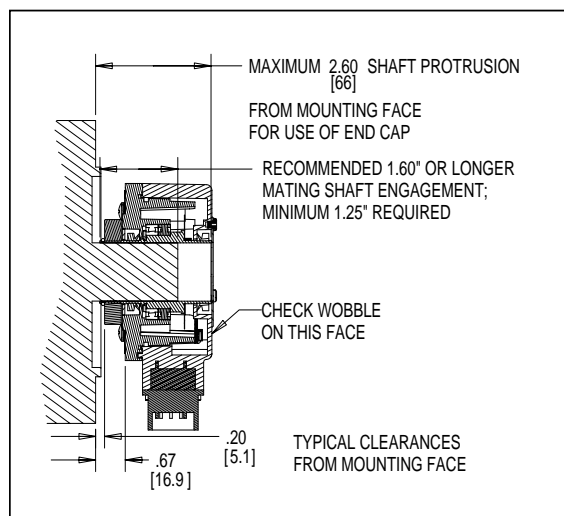 MAXIMUM 2.60 SHAFT PROTRUSION
[66]
FROM MOUNTING FACE
FOR USE OF END CAP
RECOMMENDED 1.60" OR LONGER
MATING SHAFT ENGAGEMENT;
MINIMUM 1.25" REQUIRED
CHECK WOBBLE
ON THIS FACE
.20
[5.1]
TYPICAL CLEARANCES
FROM MOUNTING FACE
.67
[16.9]